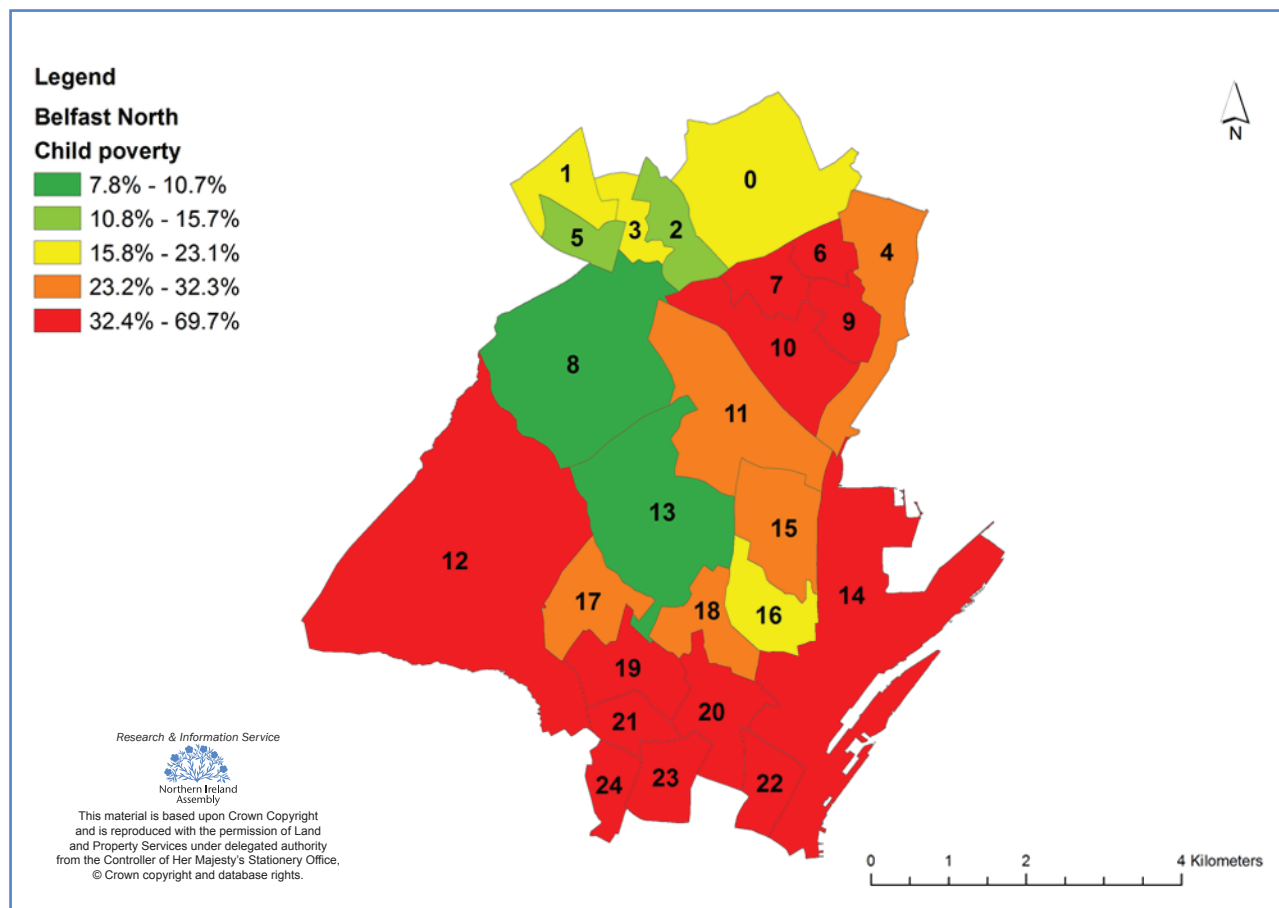 Legend
Belfast North
Child poverty
7.8% - 10.7%
10.8% - 15.7%
15.8% - 23.1%
23.2% - 32.3%
32.4% - 69.7%
N
0
1
2
3
4
5
6
7
8
9
10
11
12
13
14
15
16
17
18
19
20
21
22
23
24
Research & Information Service
Northern Ireland
Assembly
This material is based upon Crown Copyright
and is reproduced with the permission of Land
and Property Services under delegated authority
from the Controller of Her Majesty's Stationery Office,
© Crown copyright and database rights.
0 1 2 4 Kilometers